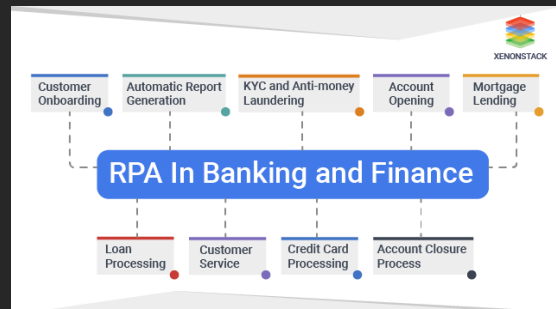 XENONSTACK
Customer
Onboarding
Automatic Report
Generation
KYC and Anti-money
Laundering
Account
Opening
Mortgage
Lending
RPA In Banking and Finance
Loan
Processing
Customer
Service
Credit Card
Processing
Account Closure
Process